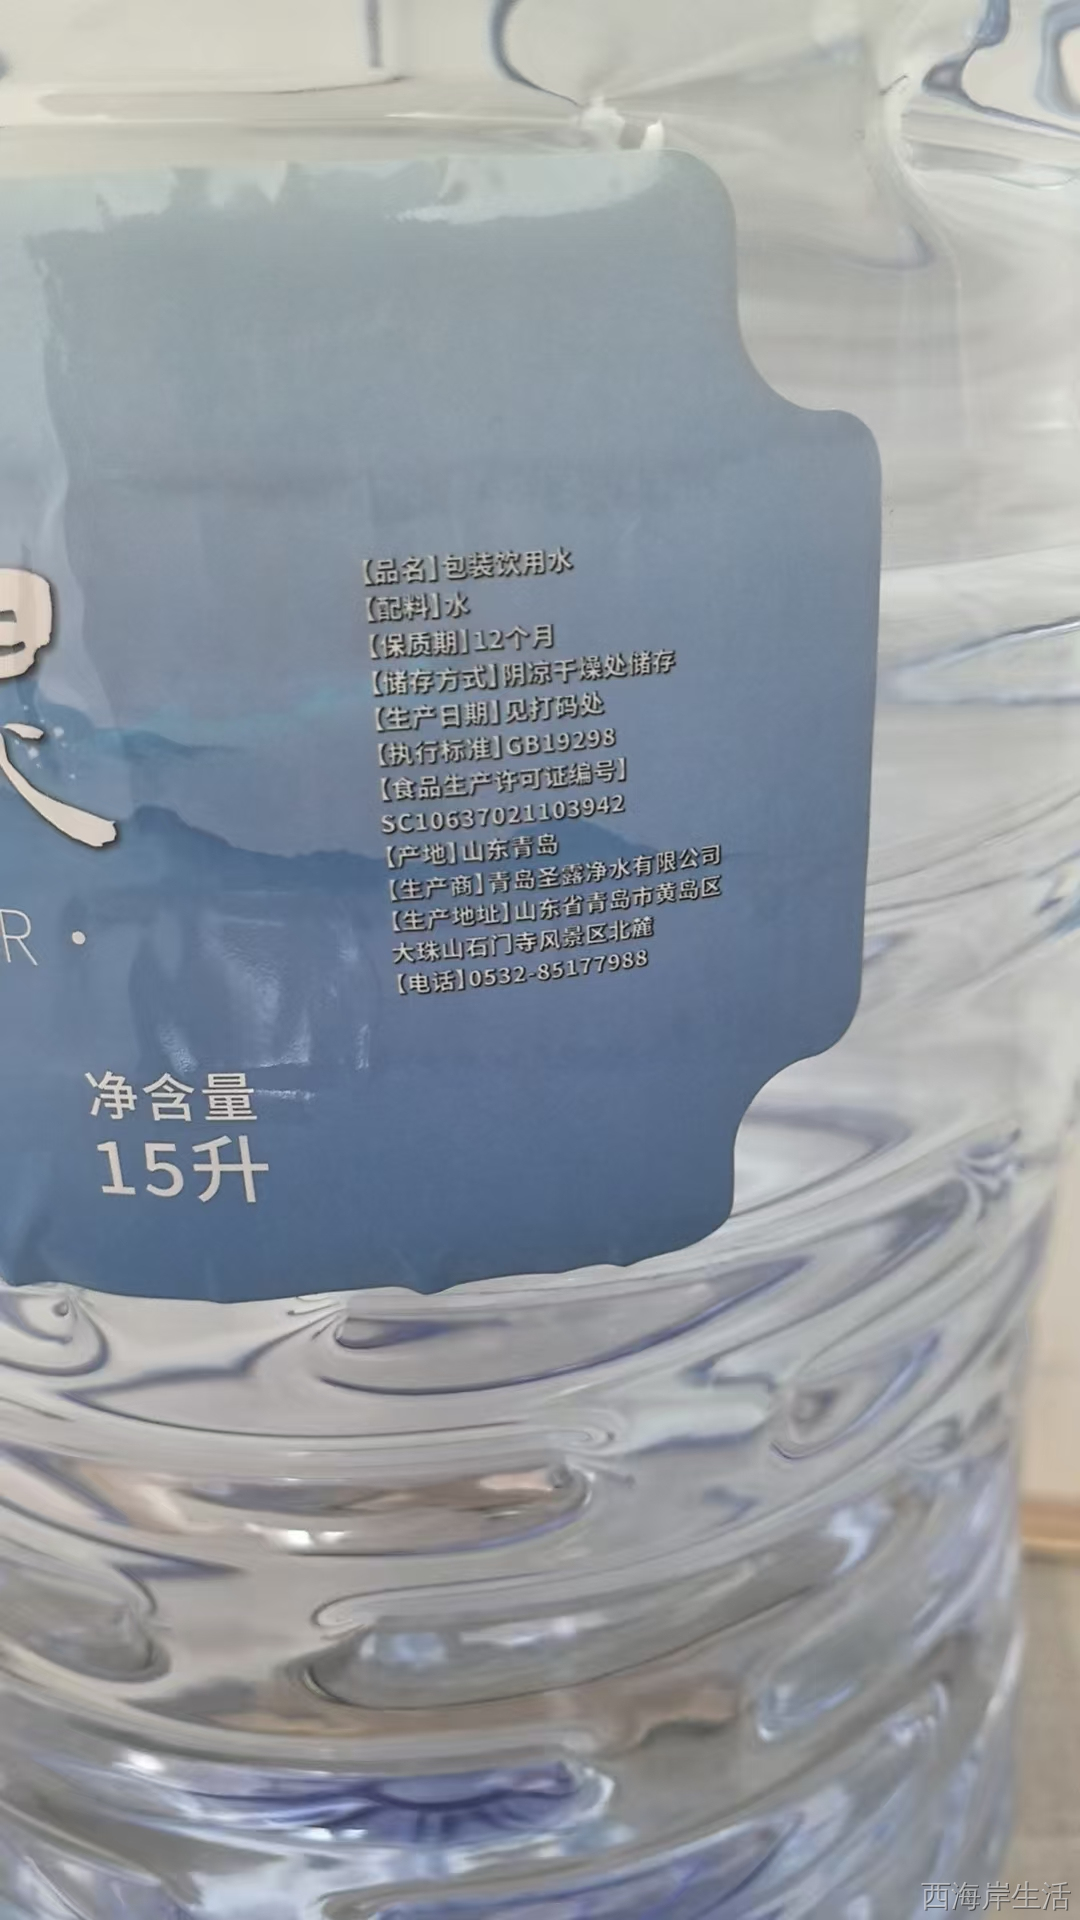 【品名】包装饮用水
【配料】水
【保质期】12个月
【储存方式】阴凉干燥处储存
【生产日期】见打码处
【执行标准】GB19298
【食品生产许可证编号】
SC10637021103942
【产地】山东青岛
【生产商】青岛圣露净水有限公司
【生产地址】山东省青岛市黄岛区
大珠山石门寺风景区北麓
【电话】0532-85177988
R·
净含量
15升
西海岸生活